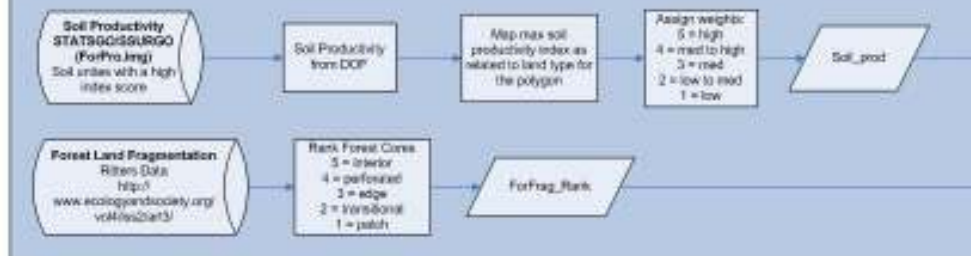 Soil Productivity
STATSGO/SSURGO
(ForPro.img)
Soil unities with a high
index score
Soil Productivity
from DOF
Map max soil
productivity index as
related to land type for
the polygon
Assign weights:
5 = high
4 = med to high
3 = med
2 = low to med
1 = low
Soil_prod
Forest Land Fragmentation
Ritters Data
http://
www.ecologyandsociety.org/
vol4/iss2/art3/
Rank Forest Cores
5 = Interior
4 = perforated
3 = edge
2 = transitional
1 = patch
ForFrag_Rank